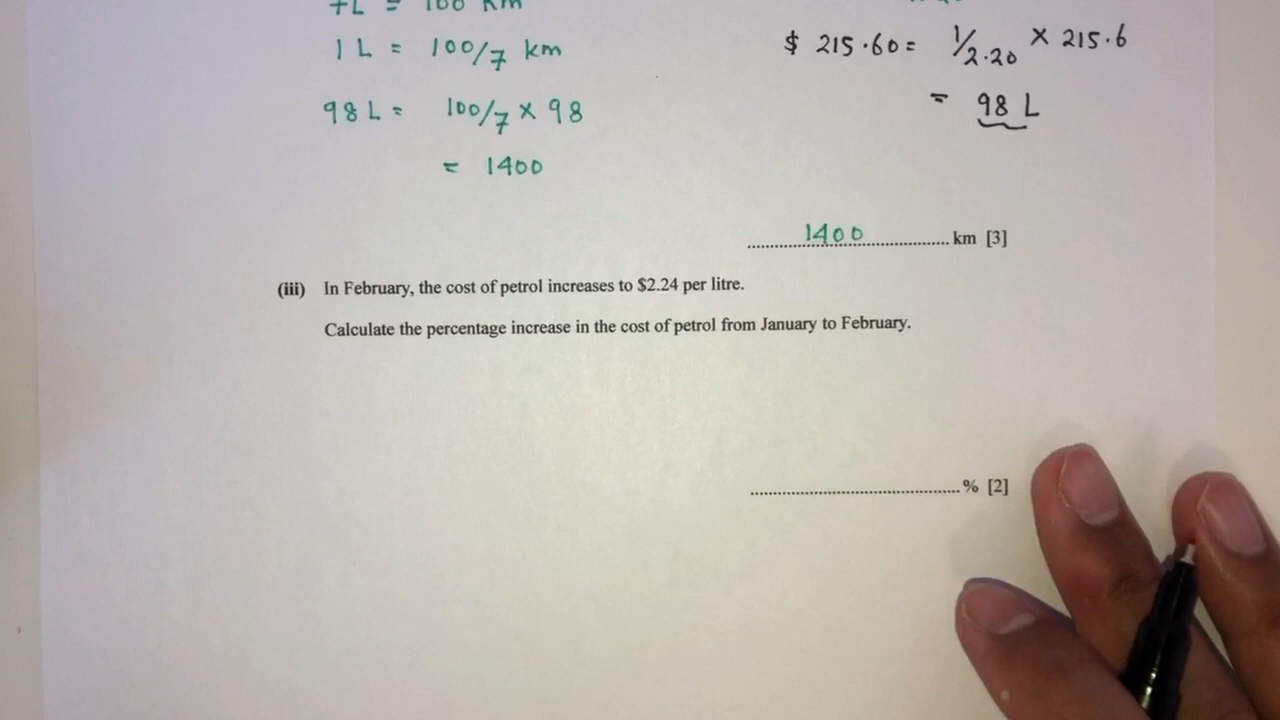 7L = 100 km
1 L = 100/7 km
98 L = 100/7 × 98
= 1400
$ 215.60 = 1/2.20 × 215.6
= 98 L
1400 km [3]
(iii) In February, the cost of petrol increases to $2.24 per litre.
Calculate the percentage increase in the cost of petrol from January to February.
% [2]